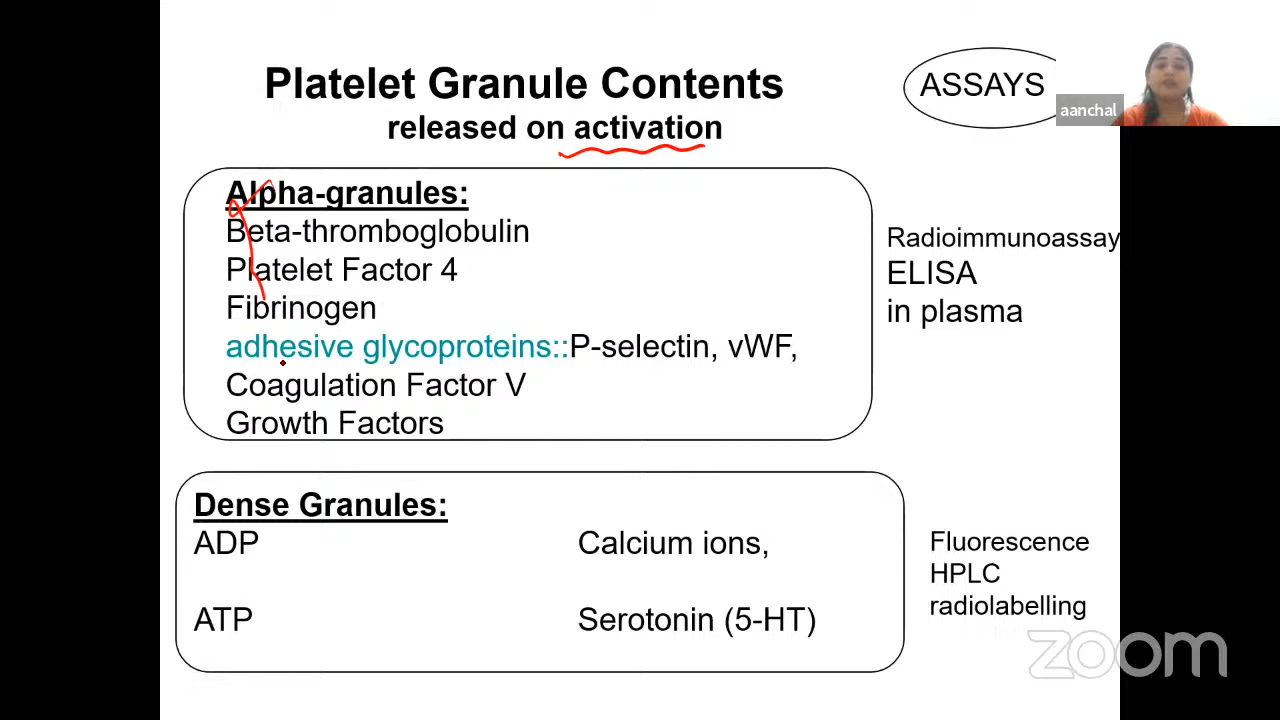 Platelet Granule Contents
released on activation
ASSAYS
aanchal
Alpha-granules:
Beta-thromboglobulin
Platelet Factor 4
Fibrinogen
adhesive glycoproteins::P-selectin, vWF,
Coagulation Factor V
Growth Factors
Radioimmunoassay
ELISA
in plasma
Dense Granules:
ADP Calcium ions,
ATP Serotonin (5-HT)
Fluorescence
HPLC
radiolabelling
zoom